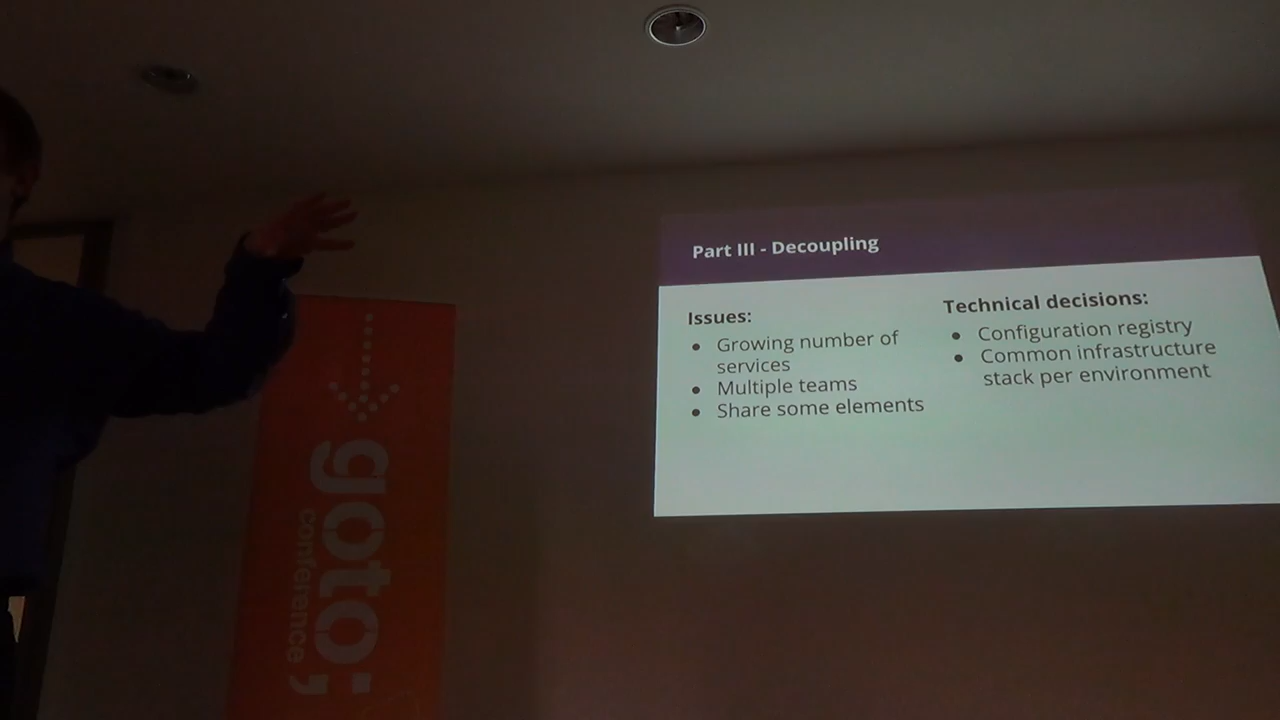 Part III - Decoupling
Issues:
• Growing number of
services
• Multiple teams
• Share some elements
Technical decisions:
• Configuration registry
• Common infrastructure
stack per environment
goto;
conference,